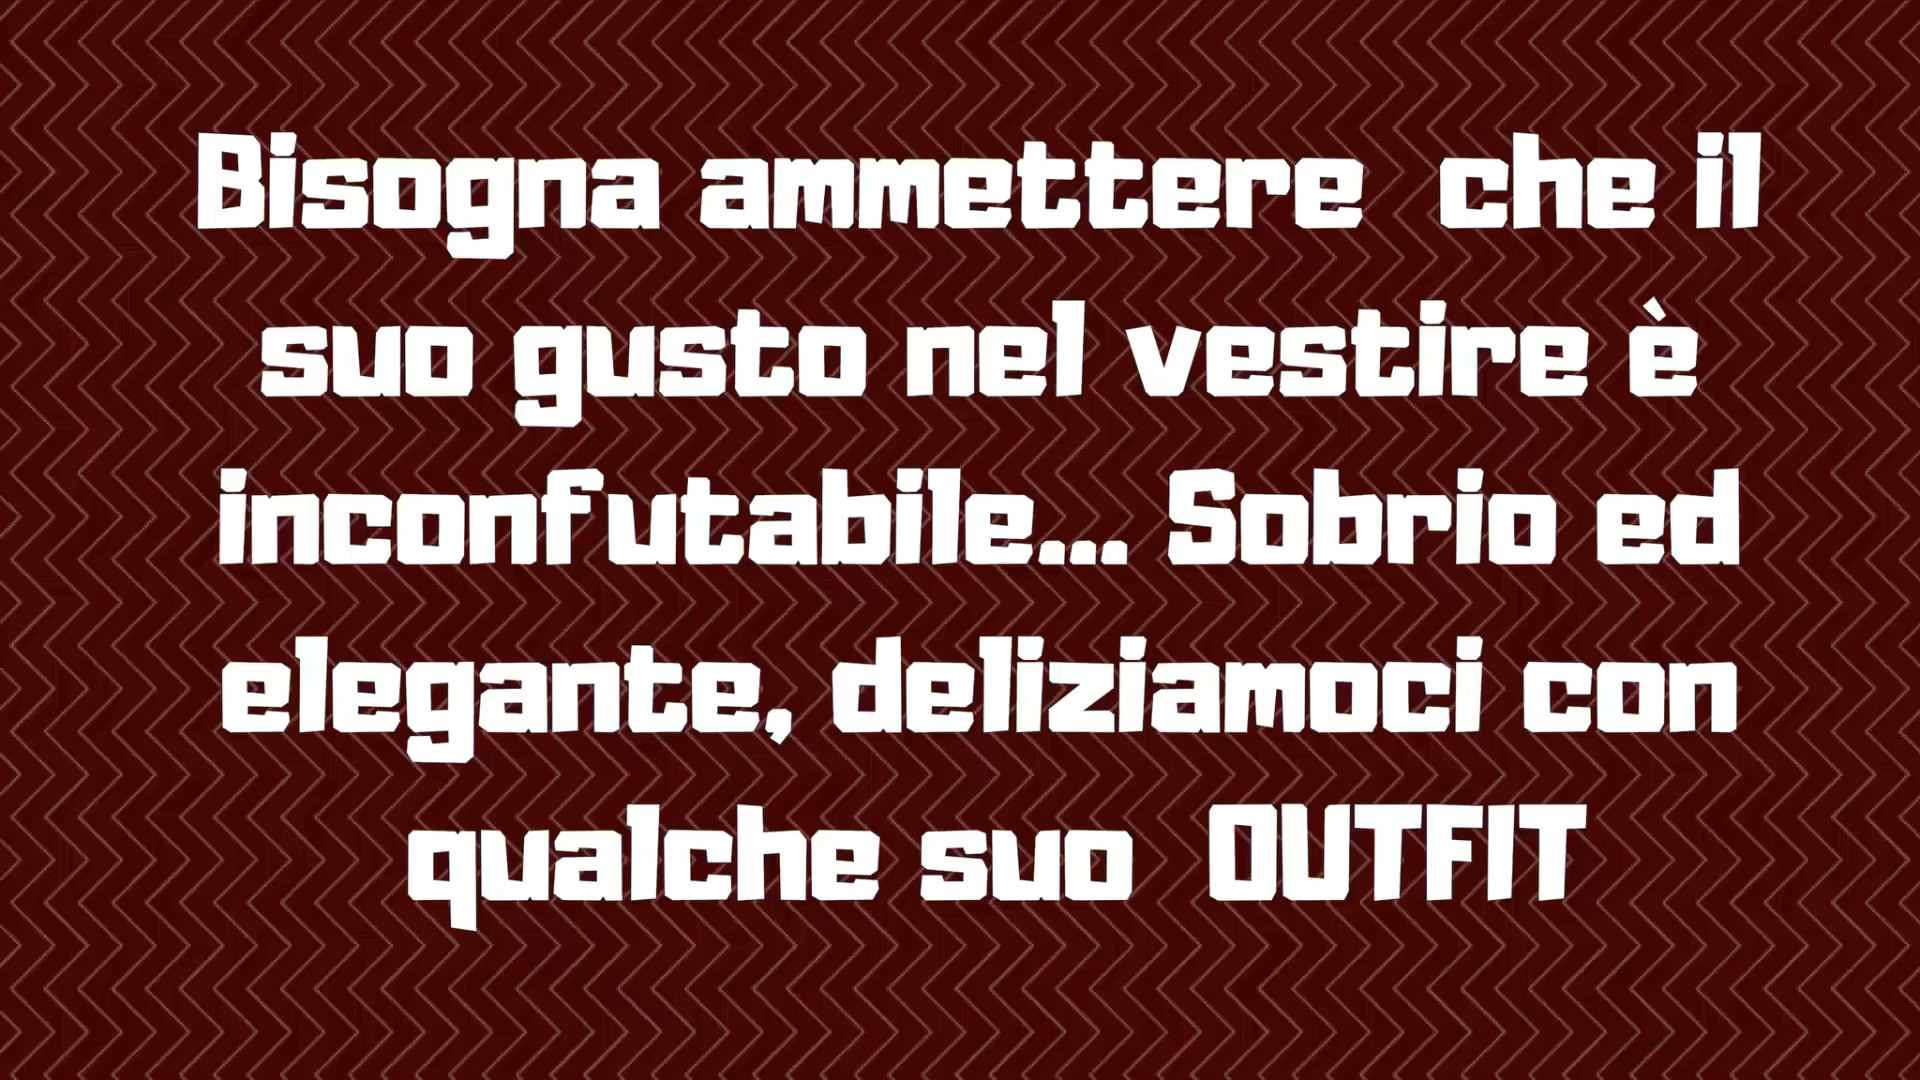 Bisogna ammettere  che il
suo gusto nel vestire è
inconfutabile... Sobrio ed
elegante, deliziamoci con
qualche suo  OUTFIT